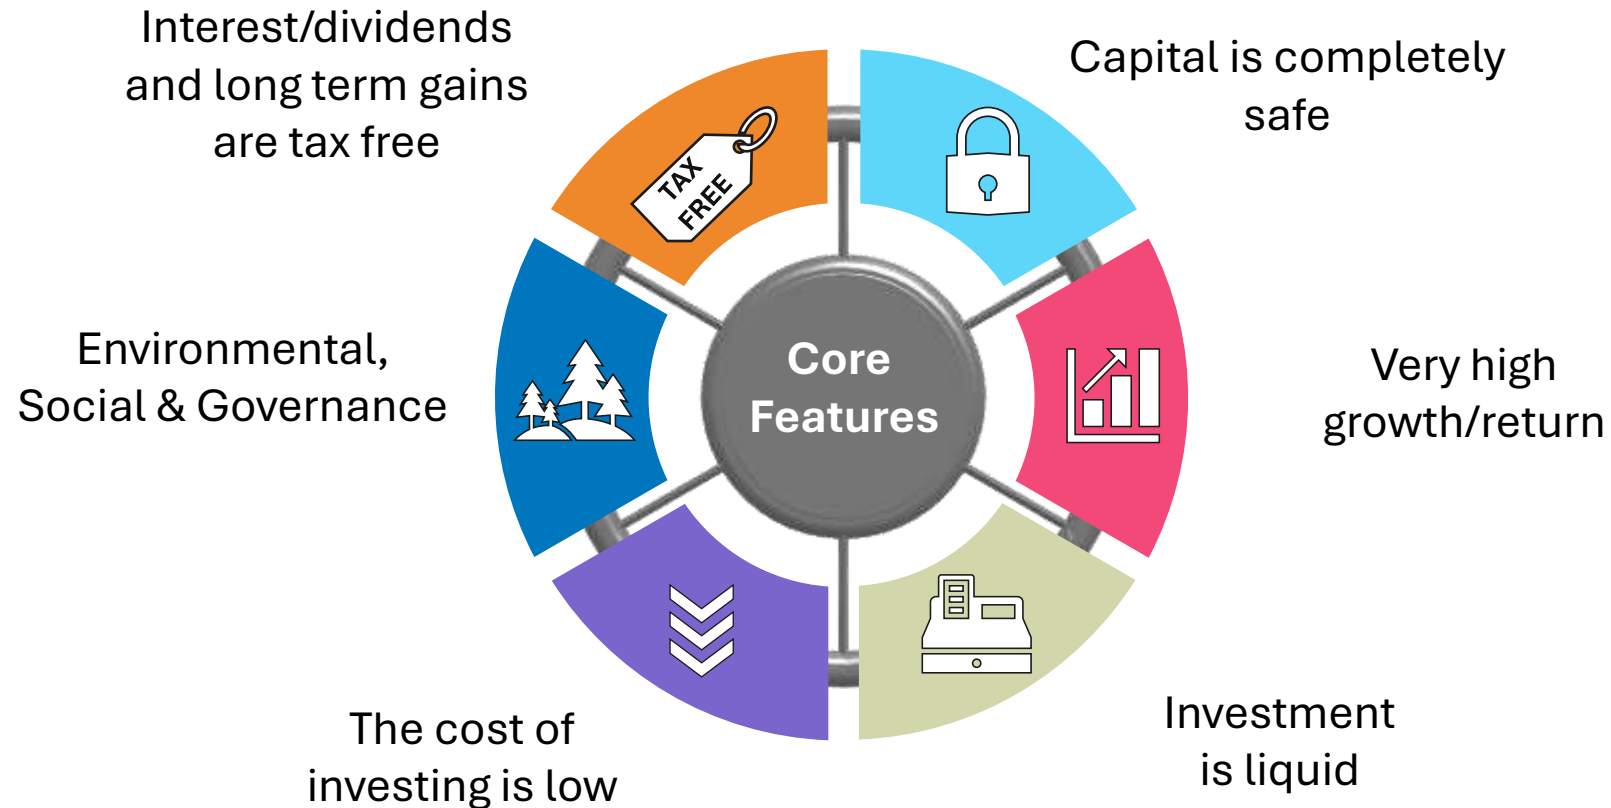 Interest/dividends
and long term gains
are tax free
Capital is completely
safe
TAX
FREE
Environmental,
Social & Governance
Core
Features
Very high
growth/return
The cost of
investing is low
Investment
is liquid